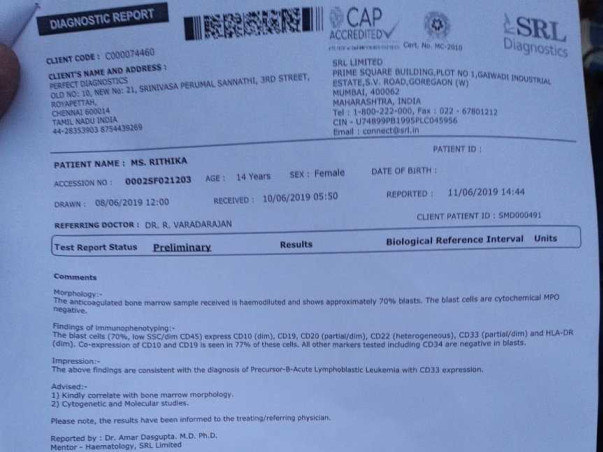 DIAGNOSTIC REPORT
CAP
ACCREDITED
Cert. No. MC-2010
SRL
Diagnostics
CLIENT CODE : C000074460
CLIENT'S NAME AND ADDRESS :
PERFECT DIAGNOSTICS
OLD NO: 10, NEW No: 21, SRINIVASA PERUMAL SANNATHI, 3RD STREET,
ROYAPETTAH,
CHENNAI 600014
TAMIL NADU INDIA
44-28353903 8754439269
SRL LIMITED
PRIME SQUARE BUILDING,PLOT NO 1,GAIWADI INDUSTRIAL
ESTATE,S.V. ROAD,GOREGAON (W)
MUMBAI, 400062
MAHARASHTRA, INDIA
Tel : 1-800-222-000, Fax : 022 - 67801212
CIN - U74899PB1995PLC045956
Email : connect@srl.in
PATIENT NAME : MS. RITHIKA
PATIENT ID :
ACCESSION NO : 0002SF021203 AGE : 14 Years SEX : Female DATE OF BIRTH :
DRAWN : 08/06/2019 12:00 RECEIVED : 10/06/2019 05:50 REPORTED : 11/06/2019 14:44
REFERRING DOCTOR : DR. R. VARADARAJAN CLIENT PATIENT ID : SMD000491
Test Report Status Preliminary Results Biological Reference Interval Units
Comments
Morphology:-
The anticoagulated bone marrow sample received is haemodiluted and shows approximately 70% blasts. The blast cells are cytochemical MPO
negative.
Findings of immunophenotyping:-
The blast cells (70%, low SSC/dim CD45) express CD10 (dim), CD19, CD20 (partial/dim), CD22 (heterogeneous), CD33 (partial/dim) and HLA-DR
(dim). Co-expression of CD10 and CD19 is seen in 77% of these cells. All other markers tested including CD34 are negative in blasts.
Impression:-
The above findings are consistent with the diagnosis of Precursor-B-Acute Lymphoblastic Leukemia with CD33 expression.
Advised:-
1) Kindly correlate with bone marrow morphology.
2) Cytogenetic and Molecular studies.
Please note, the results have been informed to the treating/referring physician.
Reported by : Dr. Amar Dasgupta, M.D. Ph.D.
Mentor - Haematology, SRL Limited